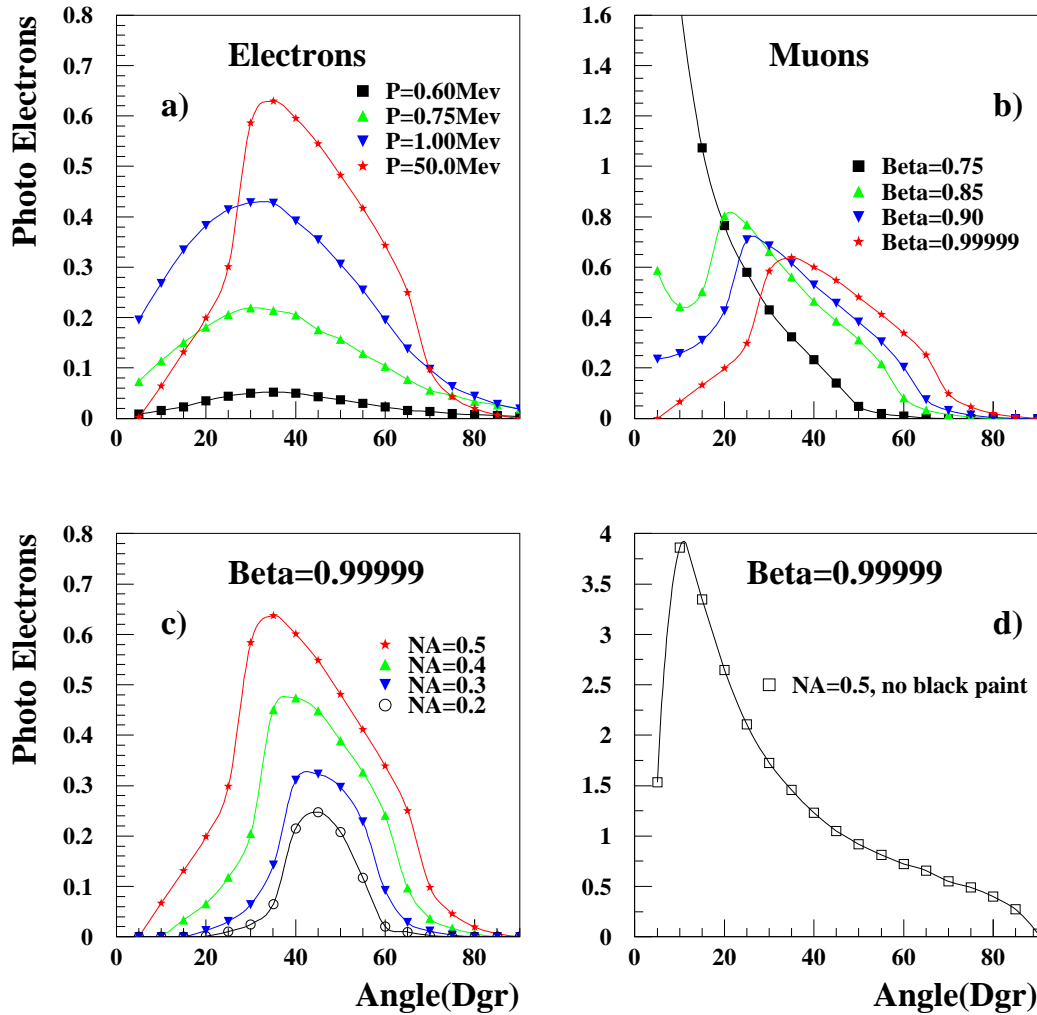 Photo Electrons
0.8
0.7
0.6
0.5
0.4
0.3
0.2
0.1
0
0 20 40 60 80
Electrons
a)
P=0.60Mev
P=0.75Mev
P=1.00Mev
P=50.0Mev
1.6
1.4
1.2
1
0.8
0.6
0.4
0.2
0
0 20 40 60 80
Muons
b)
Beta=0.75
Beta=0.85
Beta=0.90
Beta=0.99999
Photo Electrons
0.8
0.7
0.6
0.5
0.4
0.3
0.2
0.1
0
0 20 40 60 80
Angle(Dgr)
Beta=0.99999
c)
NA=0.5
NA=0.4
NA=0.3
NA=0.2
4
3.5
3
2.5
2
1.5
1
0.5
0
0 20 40 60 80
Angle(Dgr)
Beta=0.99999
d)
NA=0.5, no black paint